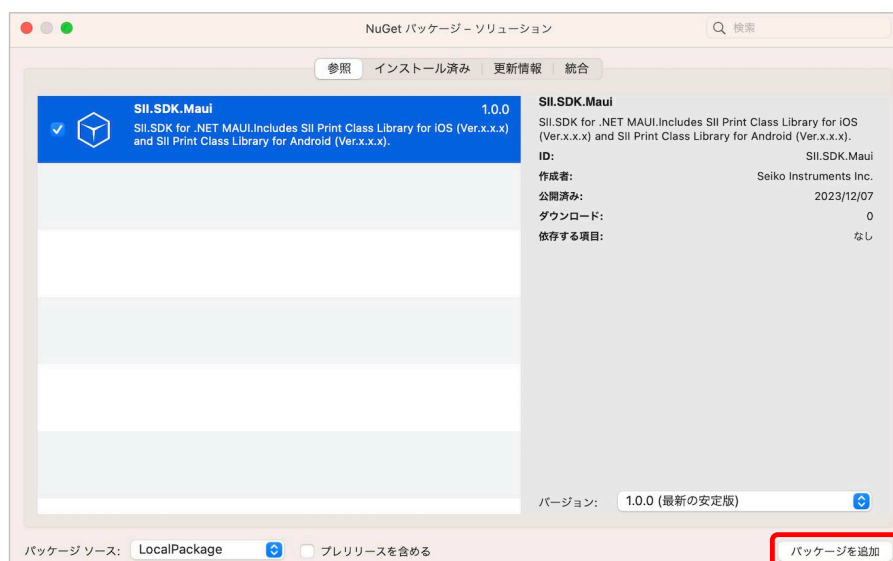 NuGet パッケージ – ソリューション
検索
参照
インストール済み
更新情報
統合
SII.SDK.Maui
1.0.0
SII.SDK for .NET MAUI.Includes SII Print Class Library for iOS (Ver.x.x.x)
and SII Print Class Library for Android (Ver.x.x.x).
SII.SDK.Maui
SII.SDK for .NET MAUI.Includes SII Print Class Library for iOS
(Ver.x.x.x) and SII Print Class Library for Android (Ver.x.x.x).
ID: SII.SDK.Maui
作成者: Seiko Instruments Inc.
公開済み: 2023/12/07
ダウンロード: 0
依存する項目: なし
バージョン: 1.0.0 (最新の安定版)
パッケージ ソース: LocalPackage
プレリリースを含める
パッケージを追加